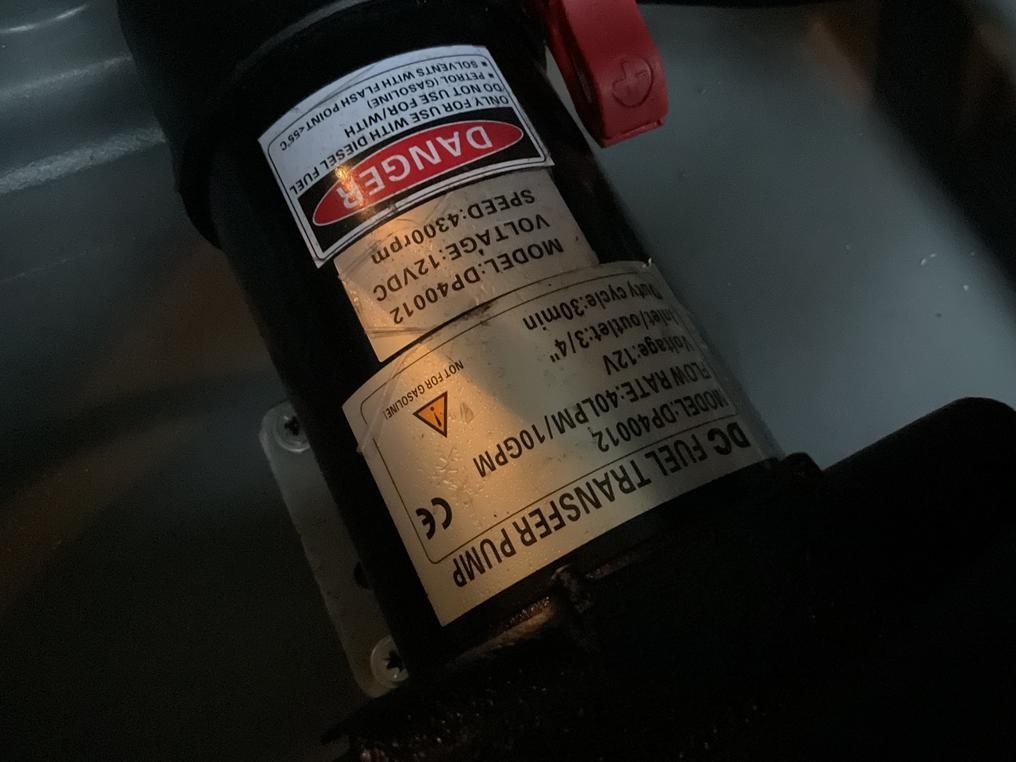 DC FUEL TRANSFER PUMP
MODEL:DP40012
FLOW RATE:40LPM/10GPM
Voltage:12V
Inlet/outlet:3/4"
Duty cycle:30min
CE
NOT FOR GASOLINE!
MODEL:DP40012
VOLTAGE:12VDC
SPEED:4300rpm
DANGER
ONLY FOR USE WITH DIESEL FUEL
DO NOT USE FOR/WITH
• PETROL (GASOLINE)
• SOLVENTS WITH FLASH POINT<55°C
+